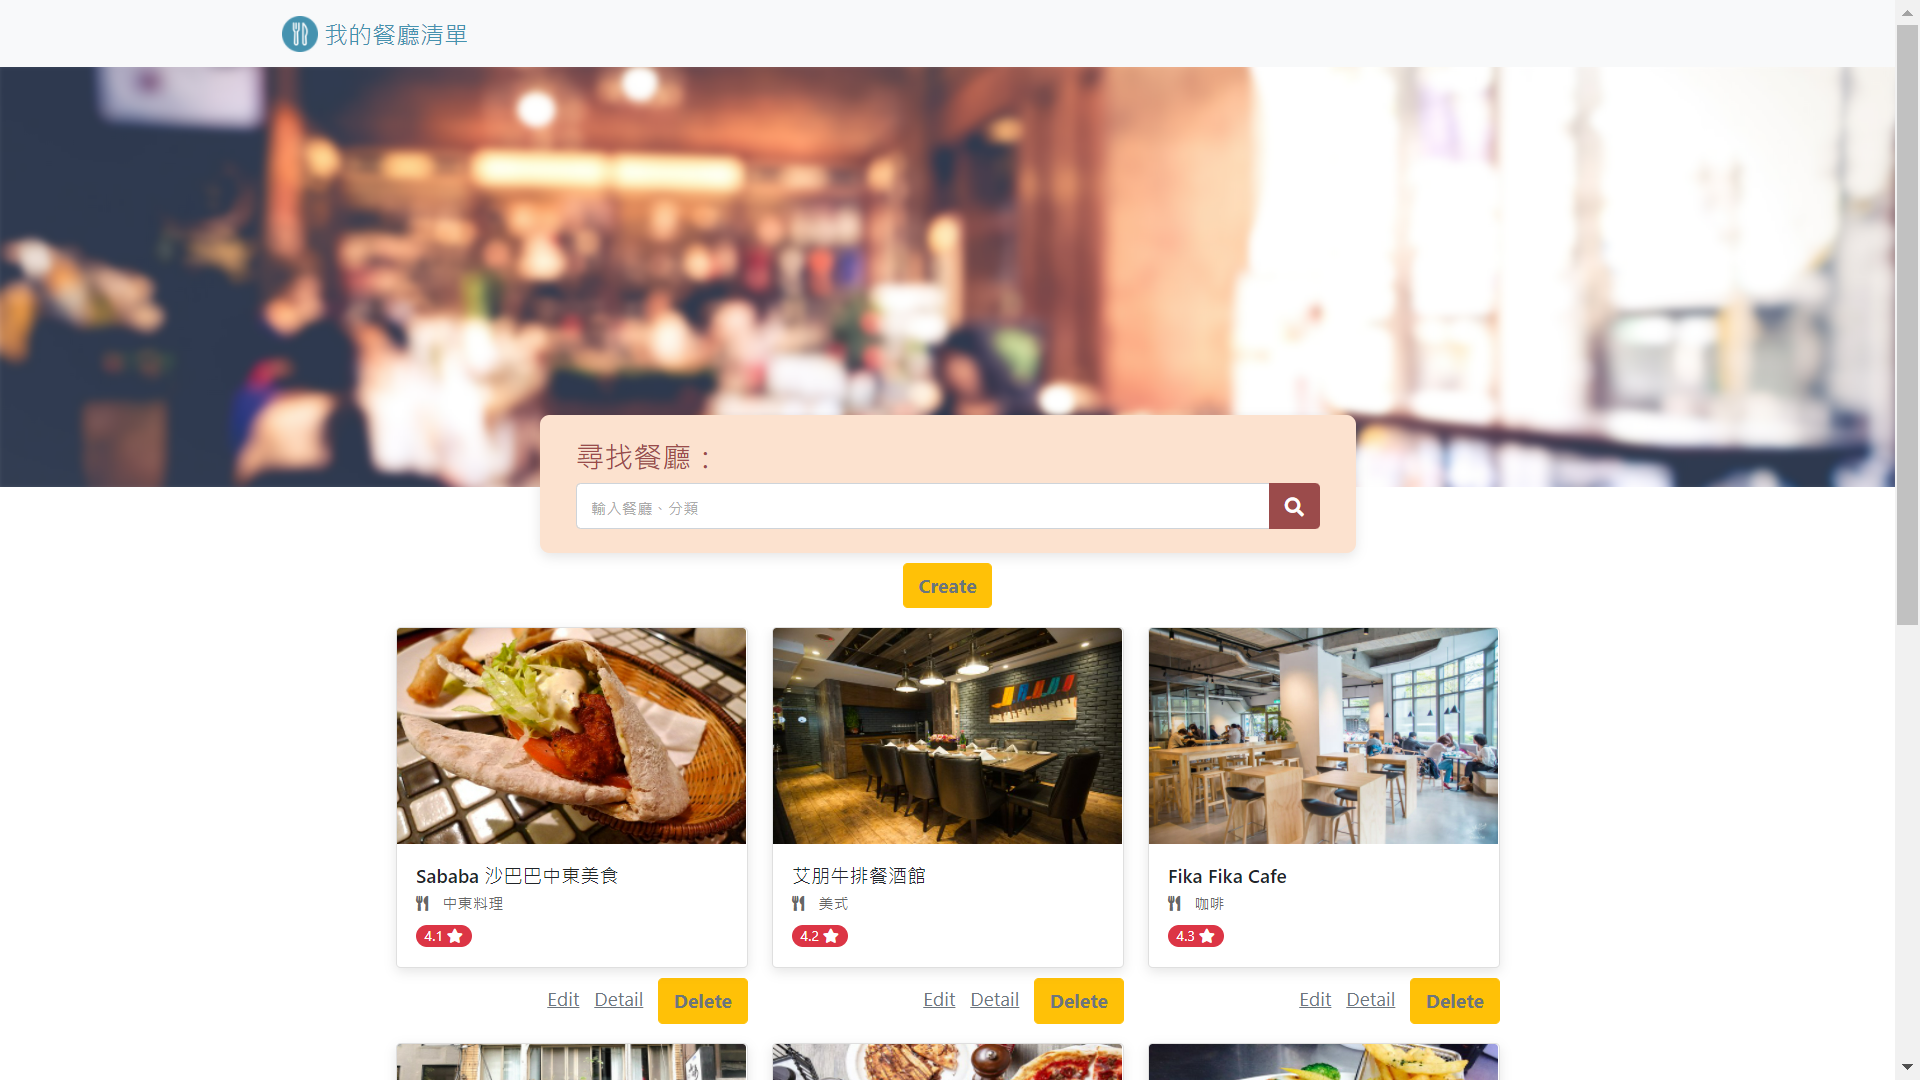 我的餐廳清單
尋找餐廳：
輸入餐廳、分類
Create
Sababa 沙巴巴中東美食
中東料理
4.1
Edit Detail Delete
艾朋牛排餐酒館
美式
4.2
Edit Detail Delete
Fika Fika Cafe
咖啡
4.3
Edit Detail Delete